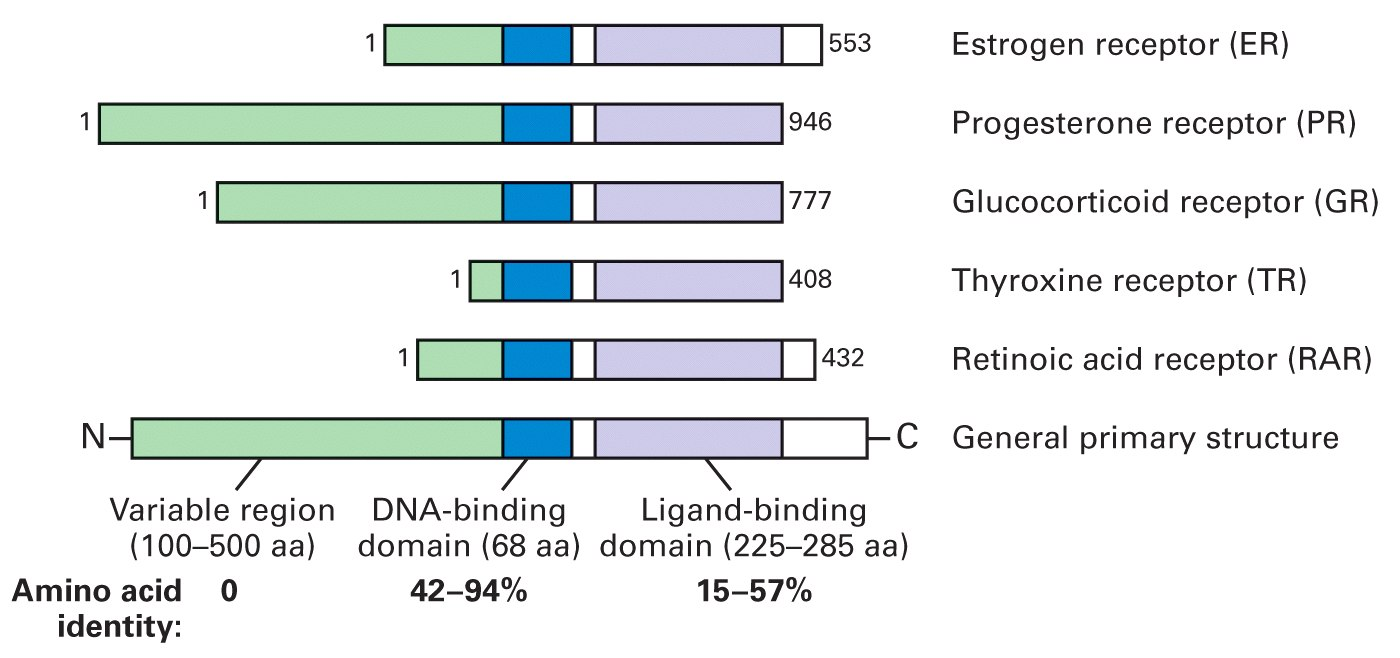 1 553 Estrogen receptor (ER)
1 946 Progesterone receptor (PR)
1 777 Glucocorticoid receptor (GR)
1 408 Thyroxine receptor (TR)
1 432 Retinoic acid receptor (RAR)
N C General primary structure
Variable region DNA-binding Ligand-binding
(100–500 aa) domain (68 aa) domain (225–285 aa)
Amino acid 0 42–94% 15–57%
identity: